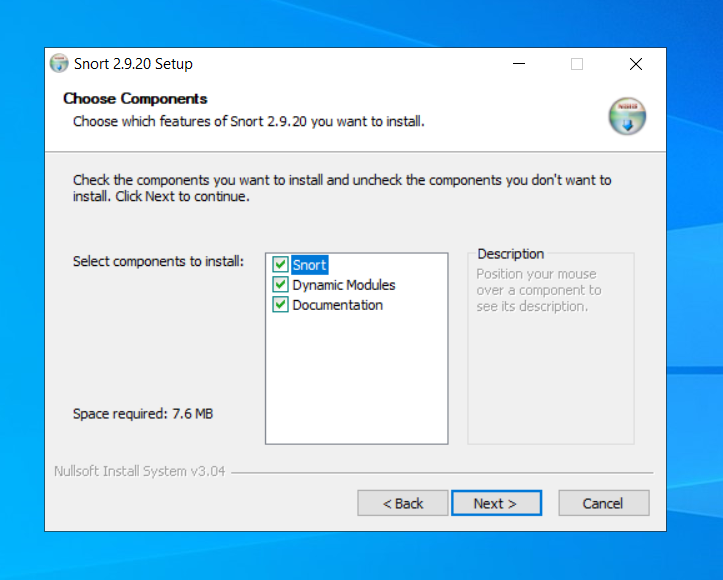 Snort 2.9.20 Setup
Choose Components
Choose which features of Snort 2.9.20 you want to install.
Check the components you want to install and uncheck the components you don't want to
install. Click Next to continue.
Select components to install:
Snort
Dynamic Modules
Documentation
Description
Position your mouse
over a component to
see its description.
Space required: 7.6 MB
Nullsoft Install System v3.04
< Back
Next >
Cancel